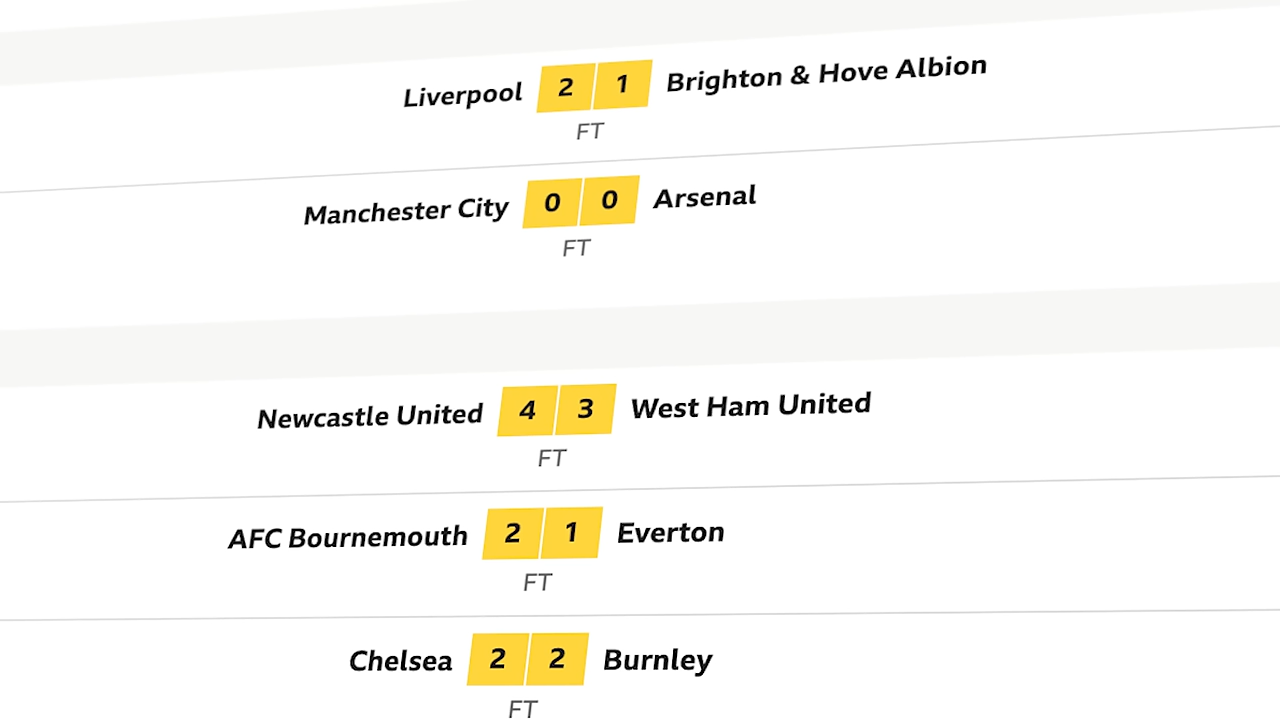 Liverpool 2 1 Brighton & Hove Albion
FT
Manchester City 0 0 Arsenal
FT
Newcastle United 4 3 West Ham United
FT
AFC Bournemouth 2 1 Everton
FT
Chelsea 2 2 Burnley
FT